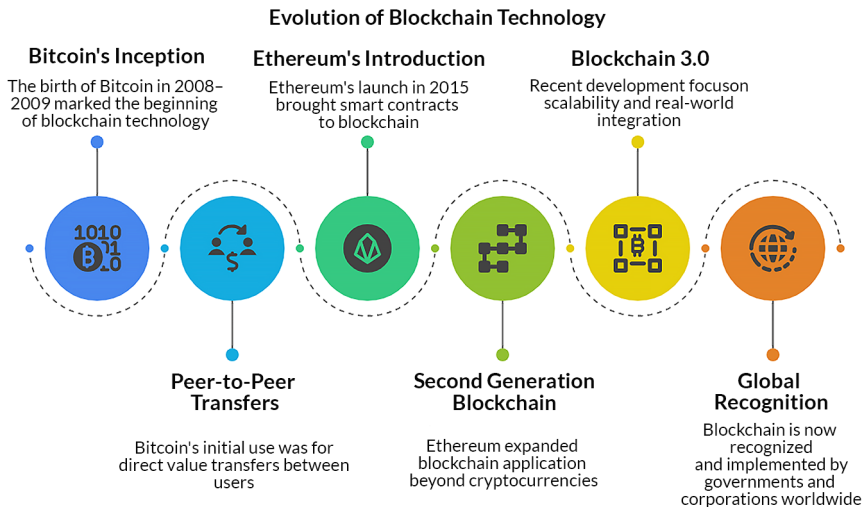 Evolution of Blockchain Technology
Bitcoin's Inception
The birth of Bitcoin in 2008–
2009 marked the beginning
of blockchain technology
Ethereum's Introduction
Ethereum's launch in 2015
brought smart contracts
to blockchain
Blockchain 3.0
Recent development focuson
scalability and real-world
integration
1010
01
.0
Peer-to-Peer
Transfers
Bitcoin's initial use was for
direct value transfers between
users
Second Generation
Blockchain
Ethereum expanded
blockchain application
beyond cryptocurrencies
Global
Recognition
Blockchain is now
recognized
and implemented by
governments and
corporations worldwide